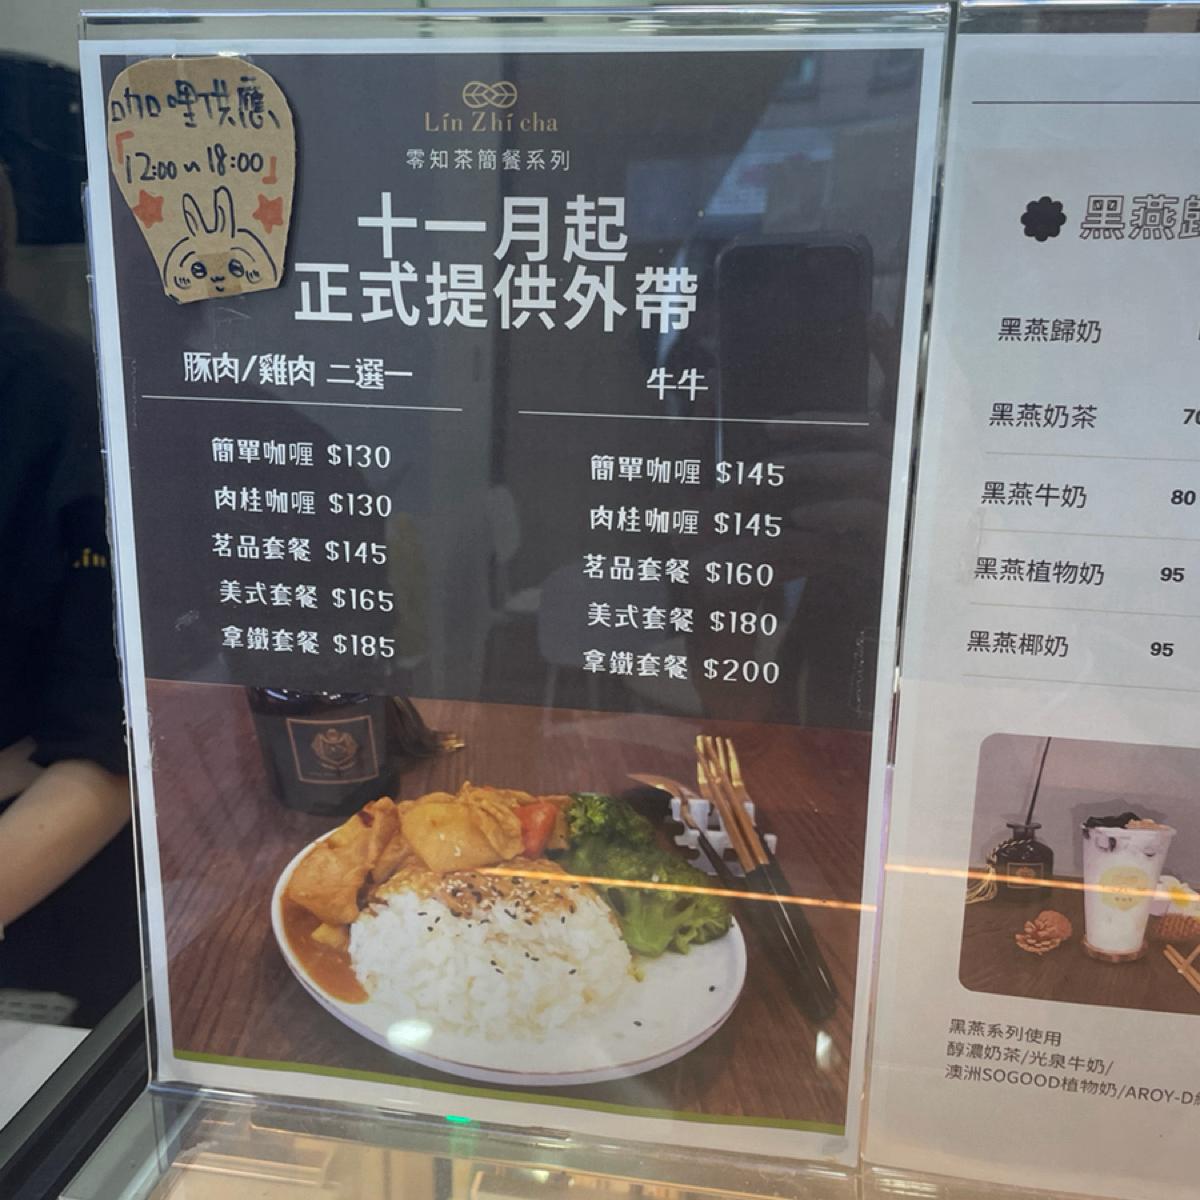 咖哩供應
「12:00~18:00」
Lín Zhí cha
零知茶簡餐系列
十一月起
正式提供外帶
豚肉/雞肉 二選一
簡單咖喱 $130
肉桂咖喱 $130
茗品套餐 $145
美式套餐 $165
拿鐵套餐 $185
牛牛
簡單咖喱 $145
肉桂咖喱 $145
茗品套餐 $160
美式套餐 $180
拿鐵套餐 $200
黑燕歸
黑燕歸奶
黑燕奶茶 70
黑燕牛奶 80
黑燕植物奶 95
黑燕椰奶 95
黑燕系列使用
醇濃奶茶/光泉牛奶/
澳洲SOGOOD植物奶/AROY-D